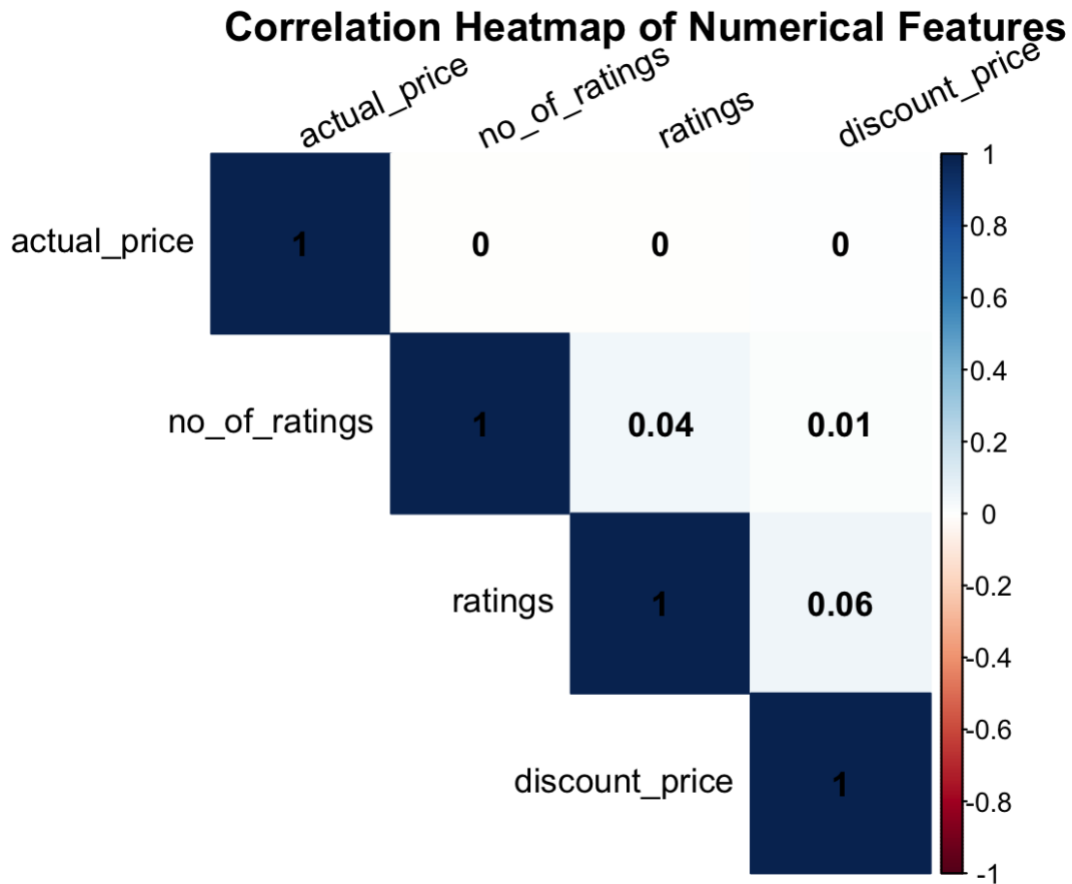 Correlation Heatmap of Numerical Features
actual_price no_of_ratings ratings discount_price
actual_price 1 0 0 0
no_of_ratings 1 0.04 0.01
ratings 1 0.06
discount_price 1
1
0.8
0.6
0.4
0.2
0
-0.2
-0.4
-0.6
-0.8
-1